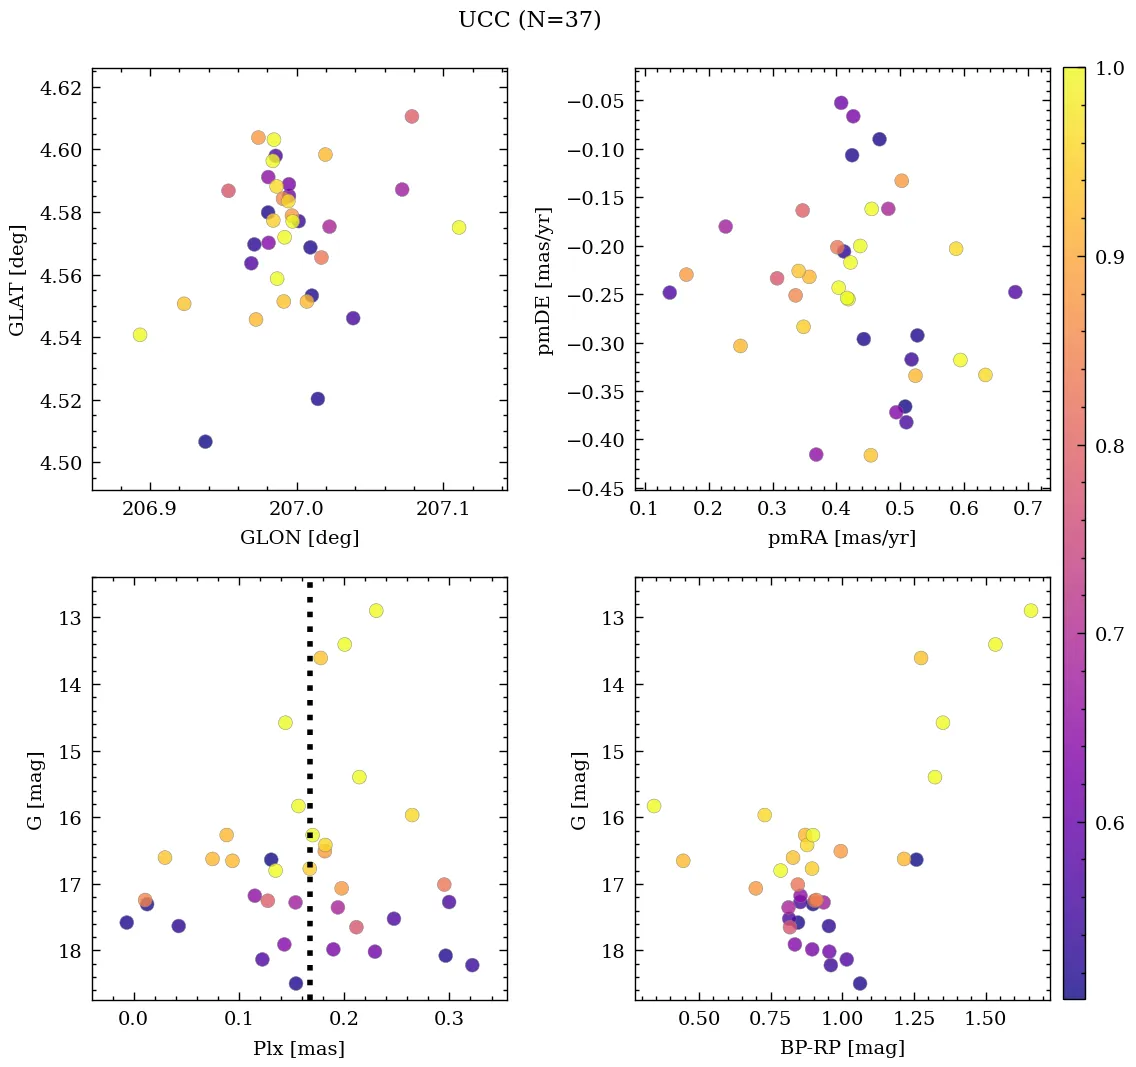 UCC (N=37)
4.62
4.60
4.58
4.56
4.54
4.52
4.50
GLAT [deg]
206.9 207.0 207.1
GLON [deg]
−0.05
−0.10
−0.15
−0.20
−0.25
−0.30
−0.35
−0.40
−0.45
pmDE [mas/yr]
0.1 0.2 0.3 0.4 0.5 0.6 0.7
pmRA [mas/yr]
1.0
0.9
0.8
0.7
0.6
13
14
15
16
17
18
G [mag]
0.0 0.1 0.2 0.3
Plx [mas]
13
14
15
16
17
18
G [mag]
0.50 0.75 1.00 1.25 1.50
BP-RP [mag]